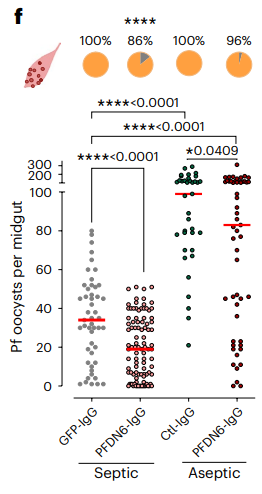 f
****
100% 86% 100% 96%
****<0.0001
****<0.0001
****<0.0001 *0.0409
300
200
100
80
60
40
20
0
Pf oocysts per midgut
GFP-IgG PFDN6-IgG Ctl-IgG PFDN6-IgG
Septic Aseptic